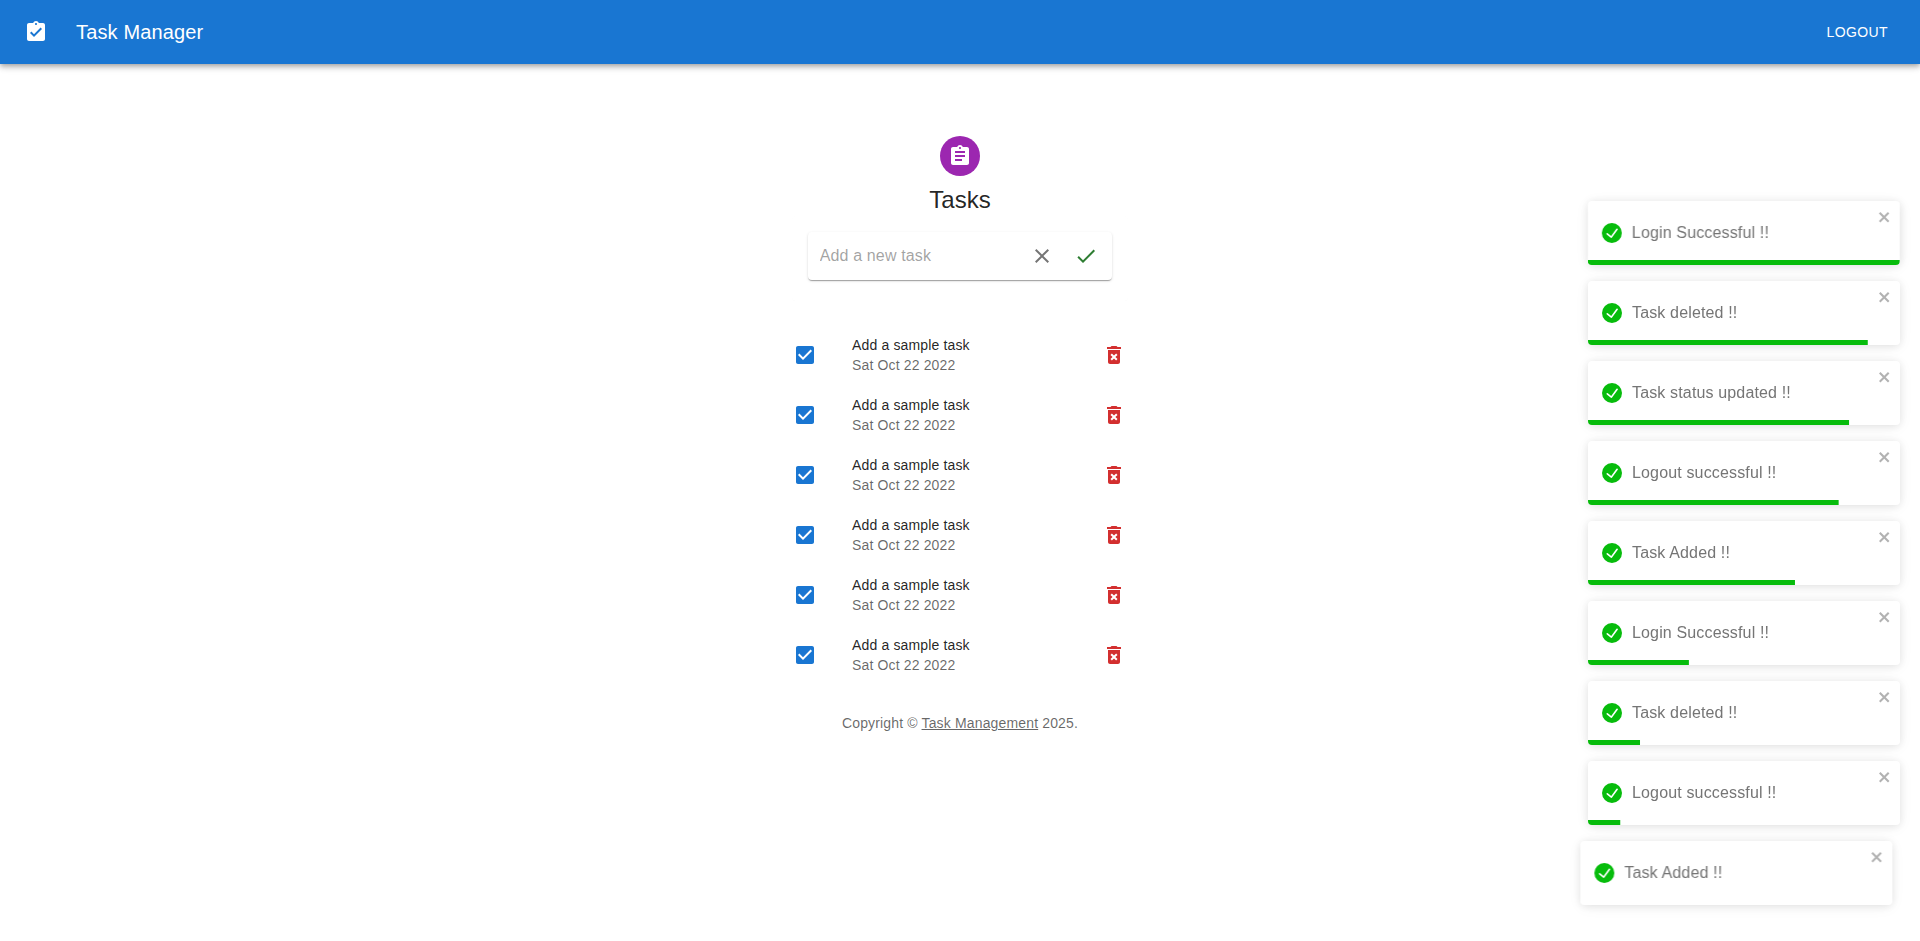 Task Manager
LOGOUT
Tasks
Add a new task
Add a sample task
Sat Oct 22 2022
Add a sample task
Sat Oct 22 2022
Add a sample task
Sat Oct 22 2022
Add a sample task
Sat Oct 22 2022
Add a sample task
Sat Oct 22 2022
Add a sample task
Sat Oct 22 2022
Copyright © Task Management 2025.
Login Successful !!
Task deleted !!
Task status updated !!
Logout successful !!
Task Added !!
Login Successful !!
Task deleted !!
Logout successful !!
Task Added !!